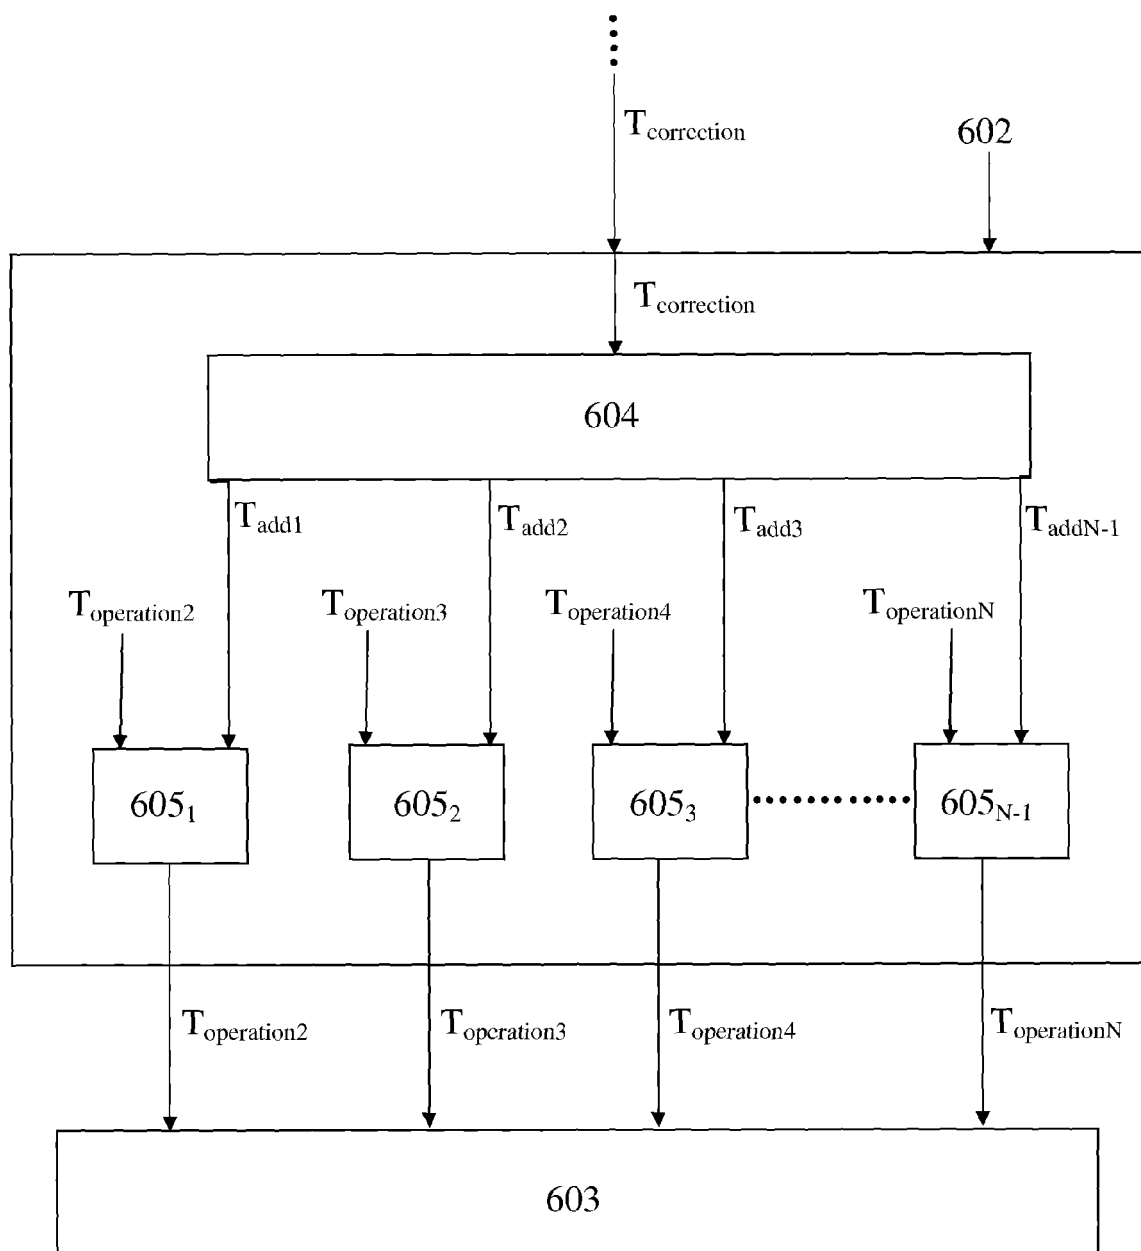 T_correction
602
T_correction
604
T_add1 T_add2 T_add3 T_addN-1
T_operation2 T_operation3 T_operation4 T_operationN
605_1 605_2 605_3 605_N-1
T_operation2 T_operation3 T_operation4 T_operationN
603